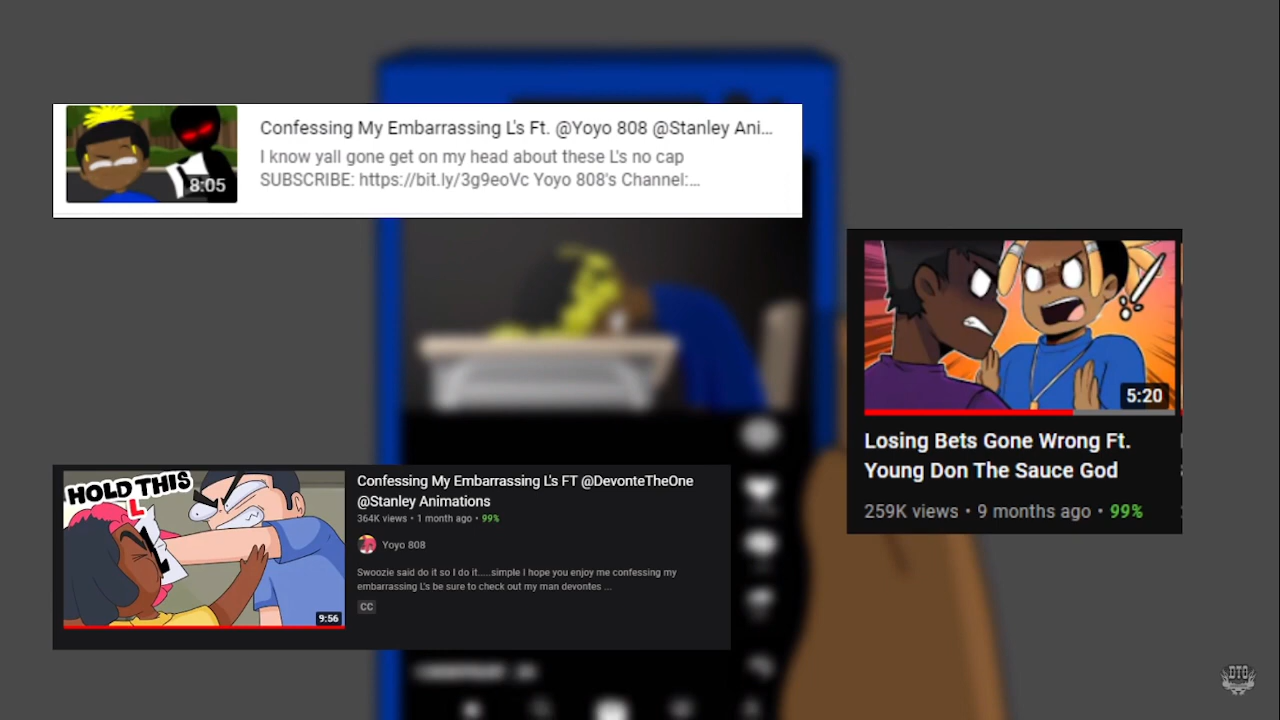 Confessing My Embarrassing L's Ft. @Yoyo 808 @Stanley Ani...
I know yall gone get on my head about these L's no cap
SUBSCRIBE: https://bit.ly/3g9eoVc Yoyo 808's Channel:...
8:05
5:20
Losing Bets Gone Wrong Ft.
Young Don The Sauce God
259K views • 9 months ago • 99%
HOLD THIS
L
9:56
Confessing My Embarrassing L's FT @DevonteTheOne
@Stanley Animations
364K views • 1 month ago • 99%
Yoyo 808
Swoozie said do it so I do it.....simple I hope you enjoy me confessing my
embarrassing L's be sure to check out my man devontes ...
CC
DTO